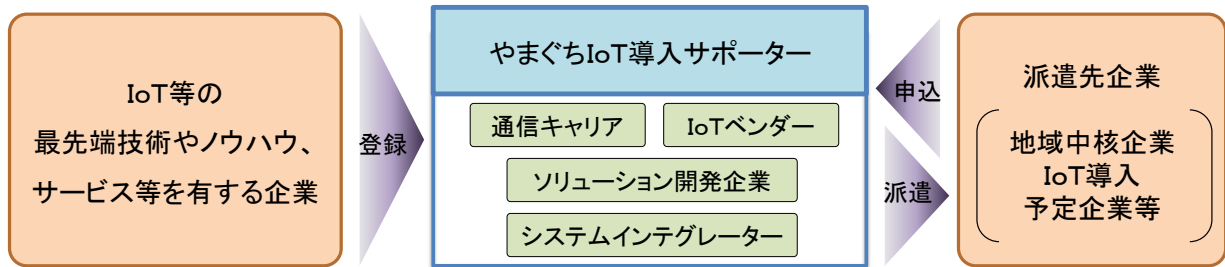 IoT等の
最先端技術やノウハウ、
サービス等を有する企業
登録
やまぐちIoT導入サポーター
通信キャリア
IoTベンダー
ソリューション開発企業
システムインテグレーター
申込
派遣
派遣先企業
地域中核企業
IoT導入
予定企業等